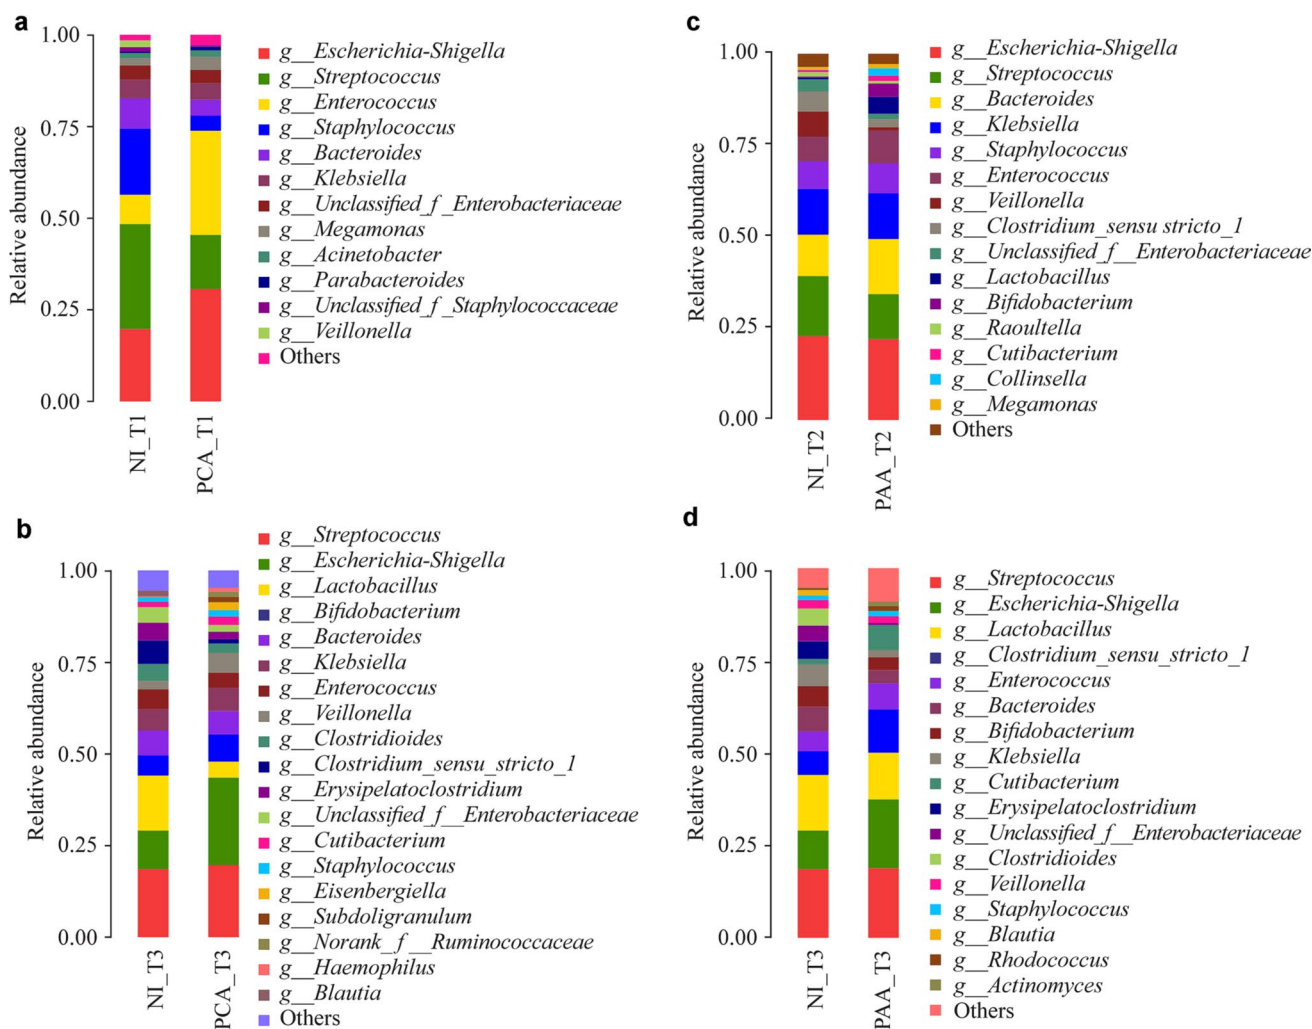 a
1.00
0.75
0.50
0.25
0.00
Relative abundance
NI_T1
PCA_T1
g__Escherichia-Shigella
g__Streptococcus
g__Enterococcus
g__Staphylococcus
g__Bacteroides
g__Klebsiella
g__Unclassified_f_Enterobacteriaceae
g__Megamonas
g__Acinetobacter
g__Parabacteroides
g__Unclassified_f_Staphylococcaceae
g__Veillonella
Others
c
1.00
0.75
0.50
0.25
0.00
Relative abundance
NI_T2
PAA_T2
g__Escherichia-Shigella
g__Streptococcus
g__Bacteroides
g__Klebsiella
g__Staphylococcus
g__Enterococcus
g__Veillonella
g__Clostridium_sensu stricto_1
g__Unclassified_f__Enterobacteriaceae
g__Lactobacillus
g__Bifidobacterium
g__Raoultella
g__Cutibacterium
g__Collinsella
g__Megamonas
Others
b
1.00
0.75
0.50
0.25
0.00
Relative abundance
NI_T3
PCA_T3
g__Streptococcus
g__Escherichia-Shigella
g__Lactobacillus
g__Bifidobacterium
g__Bacteroides
g__Klebsiella
g__Enterococcus
g__Veillonella
g__Clostridioides
g__Clostridium_sensu_stricto_1
g__Erysipelatoclostridium
g__Unclassified_f__Enterobacteriaceae
g__Cutibacterium
g__Staphylococcus
g__Eisenbergiella
g__Subdoligranulum
g__Norank_f__Ruminococcaceae
g__Haemophilus
g__Blautia
Others
d
1.00
0.75
0.50
0.25
0.00
Relative abundance
NI_T3
PAA_T3
g__Streptococcus
g__Escherichia-Shigella
g__Lactobacillus
g__Clostridium_sensu_stricto_1
g__Enterococcus
g__Bacteroides
g__Bifidobacterium
g__Klebsiella
g__Cutibacterium
g__Erysipelatoclostridium
g__Unclassified_f__Enterobacteriaceae
g__Clostridioides
g__Veillonella
g__Staphylococcus
g__Blautia
g__Rhodococcus
g__Actinomyces
Others